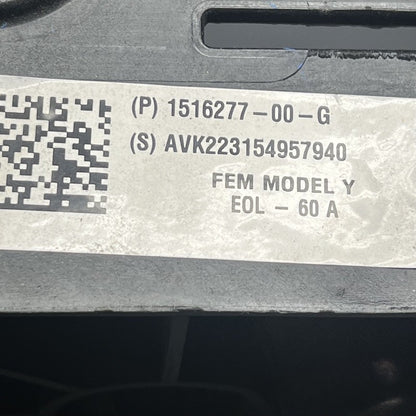 (P) 1516277-00-G
(S) AVK223154957940
FEM MODEL Y
EOL - 60 A